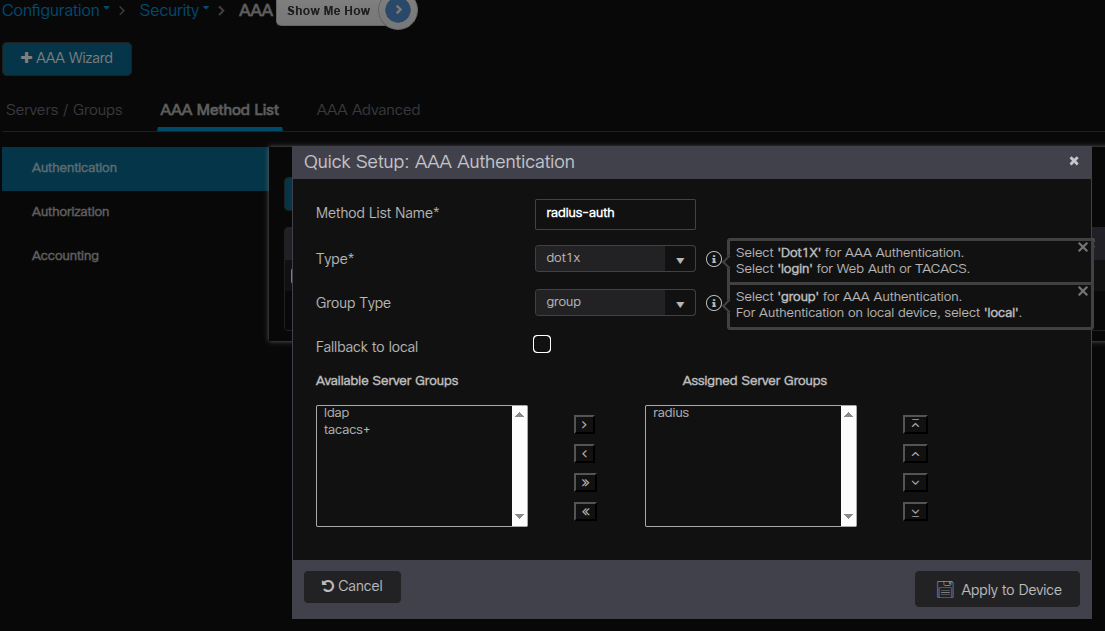 Configuration > Security > AAA Show Me How
+ AAA Wizard
Servers / Groups AAA Method List AAA Advanced
Authentication
Authorization
Accounting
Quick Setup: AAA Authentication
Method List Name* radius-auth
Type* dot1x
Select 'Dot1X' for AAA Authentication.
Select 'login' for Web Auth or TACACS.
Group Type group
Select 'group' for AAA Authentication.
For Authentication on local device, select 'local'.
Fallback to local
Available Server Groups Assigned Server Groups
ldap radius
tacacs+
Cancel Apply to Device